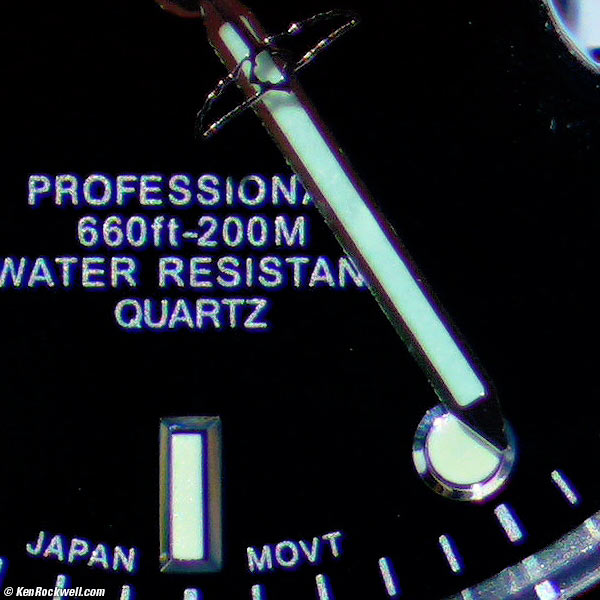 PROFESSIONA
660ft-200M
WATER RESISTAN
QUARTZ
JAPAN MOVT
© KenRockwell.com